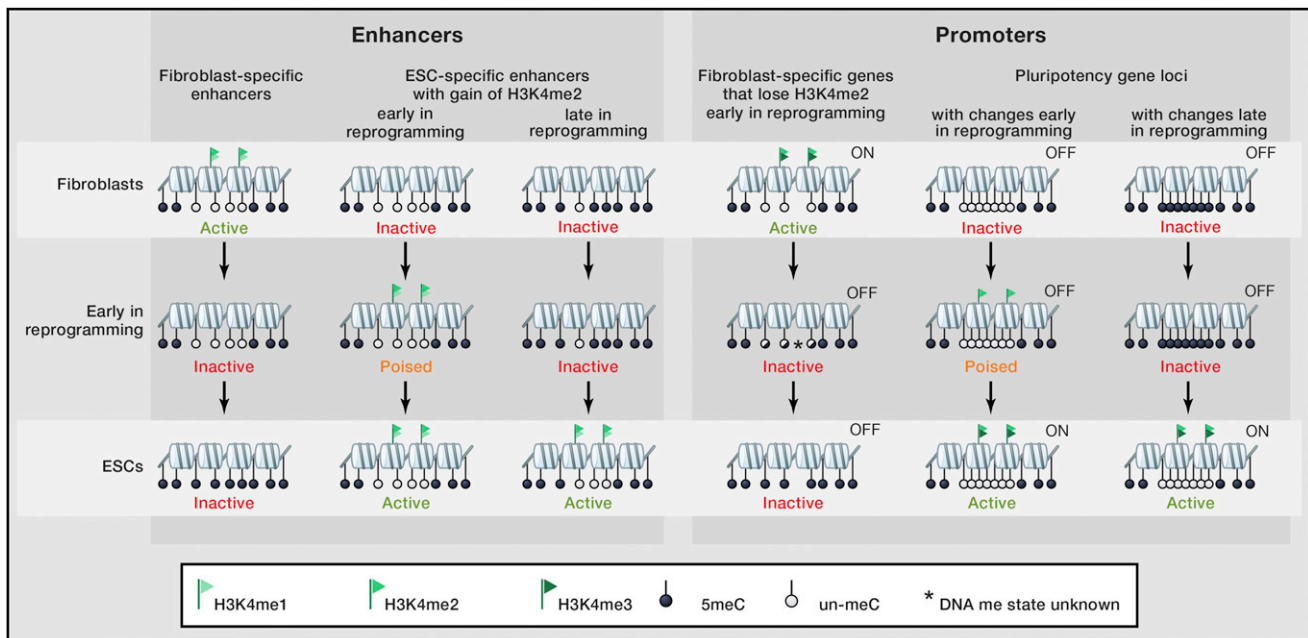 Enhancers
Promoters
Fibroblast-specific
enhancers
ESC-specific enhancers
with gain of H3K4me2
early in
reprogramming
late in
reprogramming
Fibroblast-specific genes
that lose H3K4me2
early in reprogramming
Pluripotency gene loci
with changes early
in reprogramming
with changes late
in reprogramming
Fibroblasts
ON
OFF
OFF
Active
Inactive
Inactive
Active
Inactive
Inactive
Early in
reprogramming
OFF
OFF
OFF
*
Inactive
Poised
Inactive
Inactive
Poised
Inactive
ESCs
OFF
ON
ON
Inactive
Active
Active
Inactive
Active
Active
H3K4me1
H3K4me2
H3K4me3
5meC
un-meC
* DNA me state unknown